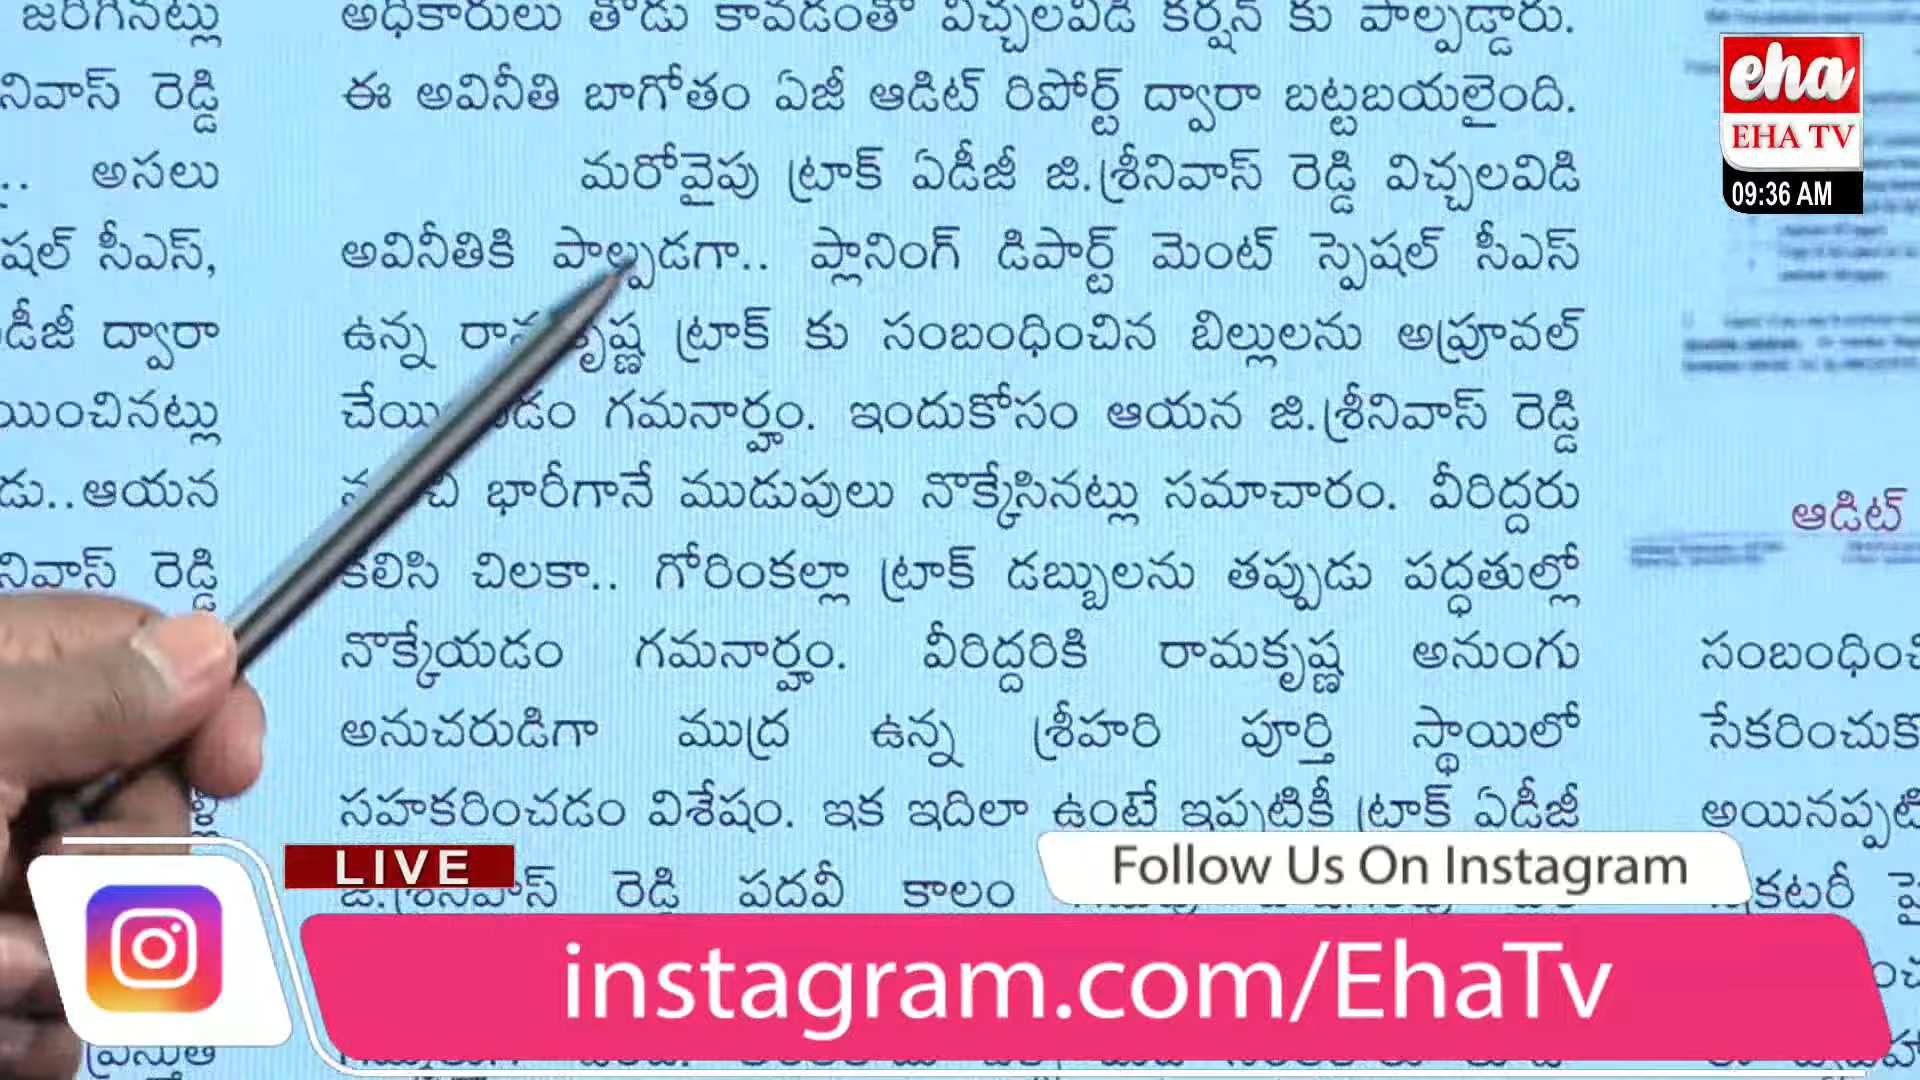 జరిగినట్లు
నివాస్ రెడ్డి
.. అసలు
షల్ సీఎస్,
డీజీ ద్వారా
యించినట్లు
డు..ఆయన
నివాస్ రెడ్డి
అధికారులు తోడు కావడంతో విచ్చలవిడి కర్షన్ కు పాల్పడ్డారు.
ఈ అవినీతి బాగోతం ఏజీ ఆడిట్ రిపోర్ట్ ద్వారా బట్టబయలైంది.
మరోవైపు ట్రాక్ ఏడీజీ జి.శ్రీనివాస్ రెడ్డి విచ్చలవిడి
అవినీతికి పాల్పడగా.. ప్లానింగ్ డిపార్ట్ మెంట్ స్పెషల్ సీఎస్
ఉన్న రామకృష్ణ ట్రాక్ కు సంబంధించిన బిల్లులను అప్రూవల్
గమనార్హం. ఇందుకోసం ఆయన జి.శ్రీనివాస్ రెడ్డి
భారీగానే ముడుపులు నొక్కేసినట్లు సమాచారం. వీరిద్దరు
కలిసి చిలకా.. గోరింకల్లా ట్రాక్ డబ్బులను తప్పుడు పద్ధతుల్లో
నొక్కేయడం గమనార్హం. వీరిద్దరికి రామకృష్ణ అనుంగు
అనుచరుడిగా ముద్ర ఉన్న శ్రీహరి పూర్తి స్థాయిలో
సహకరించడం విశేషం. ఇక ఇదిలా ఉంటే ఇప్పటికీ ట్రాక్ ఏడీజీ
జి.శ్రీనివాస్ రెడ్డి పదవీ కాలం
ఆడిట్
సంబంధించి
సేకరించుకో
అయినప్పటి
క్రటరీ పై
eha
EHA TV
09:36 AM
LIVE
Follow Us On Instagram
instagram.com/EhaTv